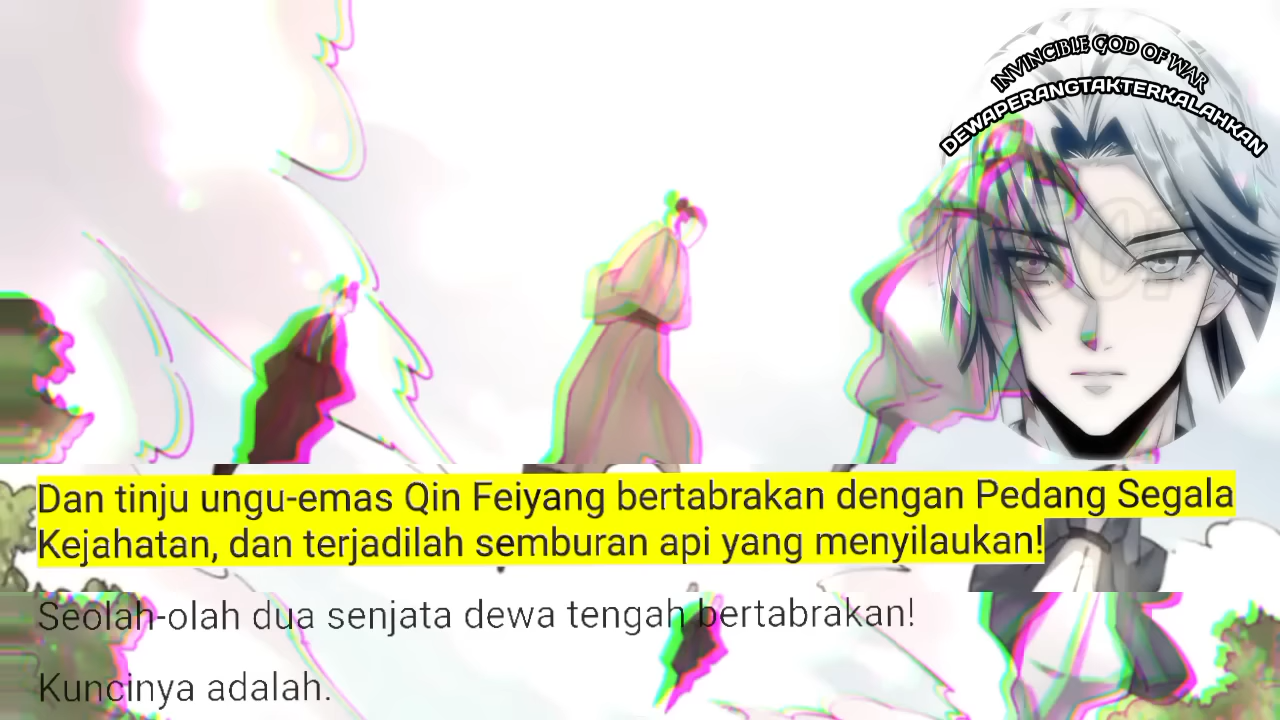 INVINCIBLE GOD OF WAR
DEWAPERANGTAKTERKALAHKAN
Dan tinju ungu-emas Qin Feiyang bertabrakan dengan Pedang Segala
Kejahatan, dan terjadilah semburan api yang menyilaukan!
Seolah-olah dua senjata dewa tengah bertabrakan!
Kuncinya adalah.